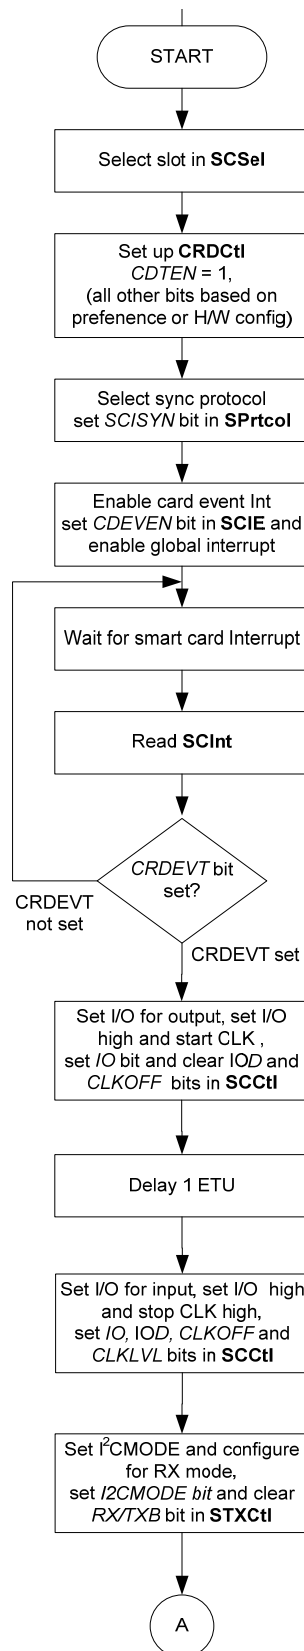 START
Select slot in SCSel
Set up CRDCtl
CDTEN = 1,
(all other bits based on
prefenence or H/W config)
Select sync protocol
set SCISYN bit in SPrtcol
Enable card event Int
set CDEVEN bit in SCIE and
enable global interrupt
Wait for smart card Interrupt
Read SCInt
CRDEVT bit
set?
CRDEVT
not set
CRDEVT set
Set I/O for output, set I/O
high and start CLK ,
set IO bit and clear IOD and
CLKOFF bits in SCCtl
Delay 1 ETU
Set I/O for input, set I/O high
and stop CLK high,
set IO, IOD, CLKOFF and
CLKLVL bits in SCCtl
Set I²CMODE and configure
for RX mode,
set I2CMODE bit and clear
RX/TXB bit in STXCtl
A